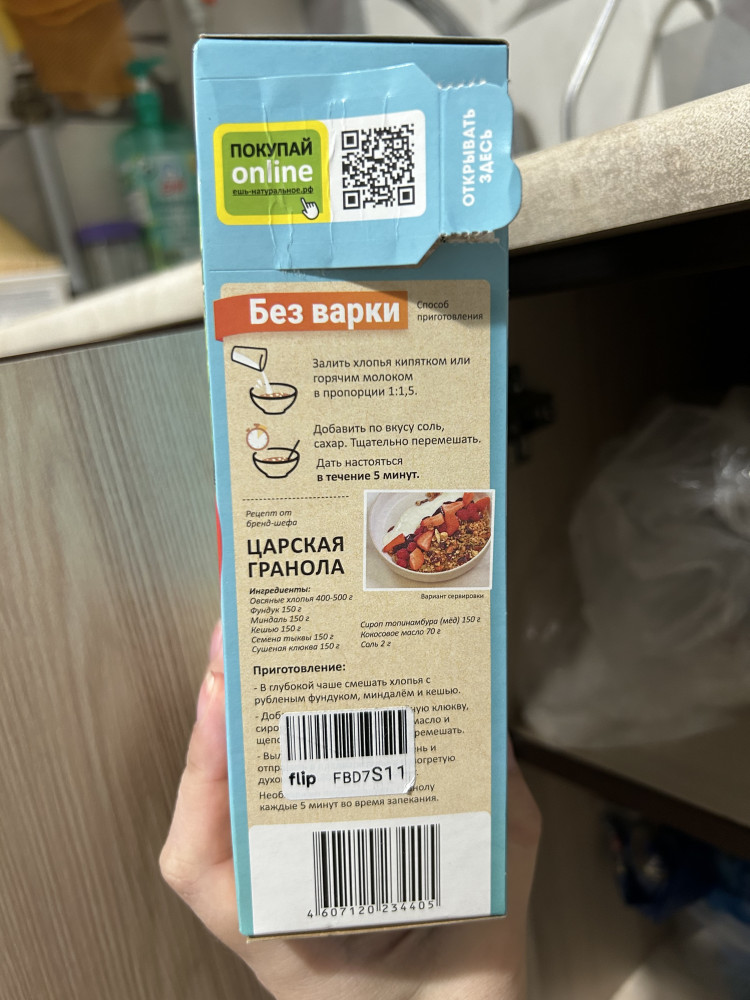 ПОКУПАЙ
online
ешь-натуральное.рф
ОТКРЫВАТЬ
ЗДЕСЬ
Без варки
Способ
приготовления
Залить хлопья кипятком или
горячим молоком
в пропорции 1:1,5.
Добавить по вкусу соль,
сахар. Тщательно перемешать.
Дать настояться
в течение 5 минут.
Рецепт от
бренд-шефа
ЦАРСКАЯ
ГРАНОЛА
Вариант сервировки
Ингредиенты:
Овсяные хлопья 400-500 г
Фундук 150 г
Миндаль 150 г
Кешью 150 г
Семена тыквы 150 г
Сушеная клюква 150 г
Сироп топинамбура (мёд) 150 г
Кокосовое масло 70 г
Соль 2 г
Приготовление:
- В глубокой чаше смешать хлопья с
рубленым фундуком, миндалём и кешью.
клюкву,
масло и
flip FBD7S11
каждые 5 минут во время запекания.
4 607120 234405